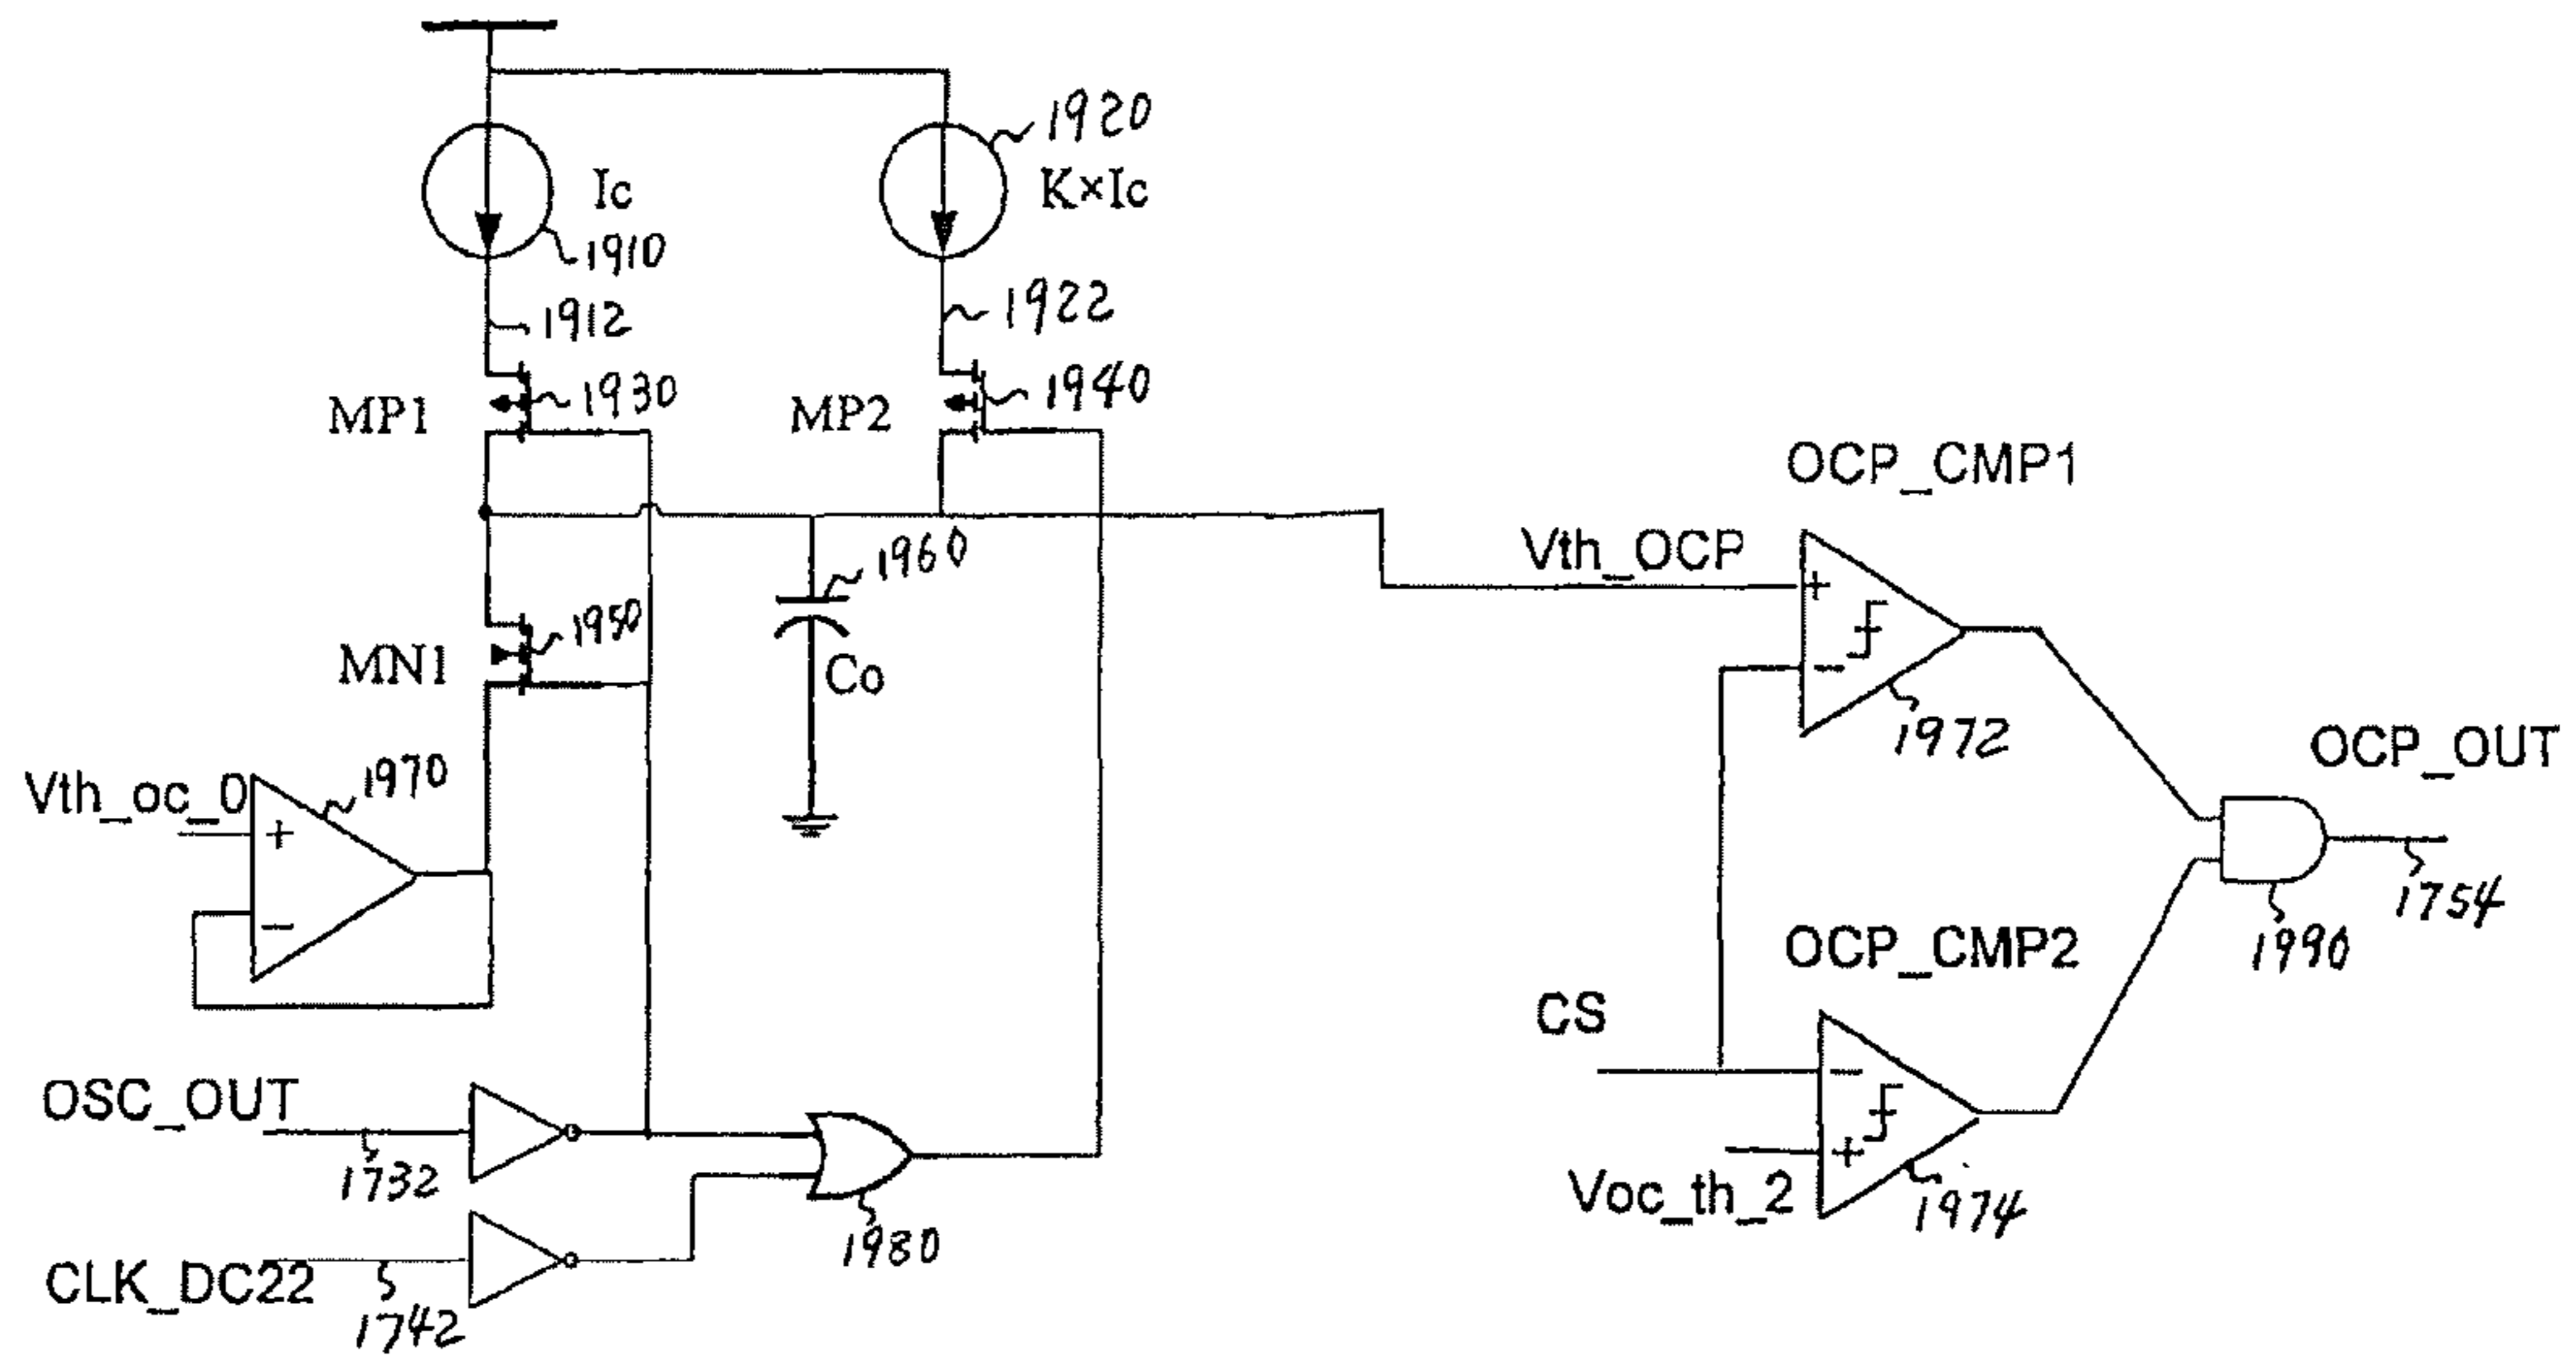 1920
Ic
K×Ic
1910
1912
1922
MP1
1930
MP2
1940
OCP_CMP1
Vth_OCP
+
−
1960
1950
MN1
Co
1972
OCP_OUT
Vth_oc_0
1970
+
−
1754
1990
OCP_CMP2
CS
−
+
OSC_OUT
1732
Voc_th_2
1974
1980
CLK_DC22
1742